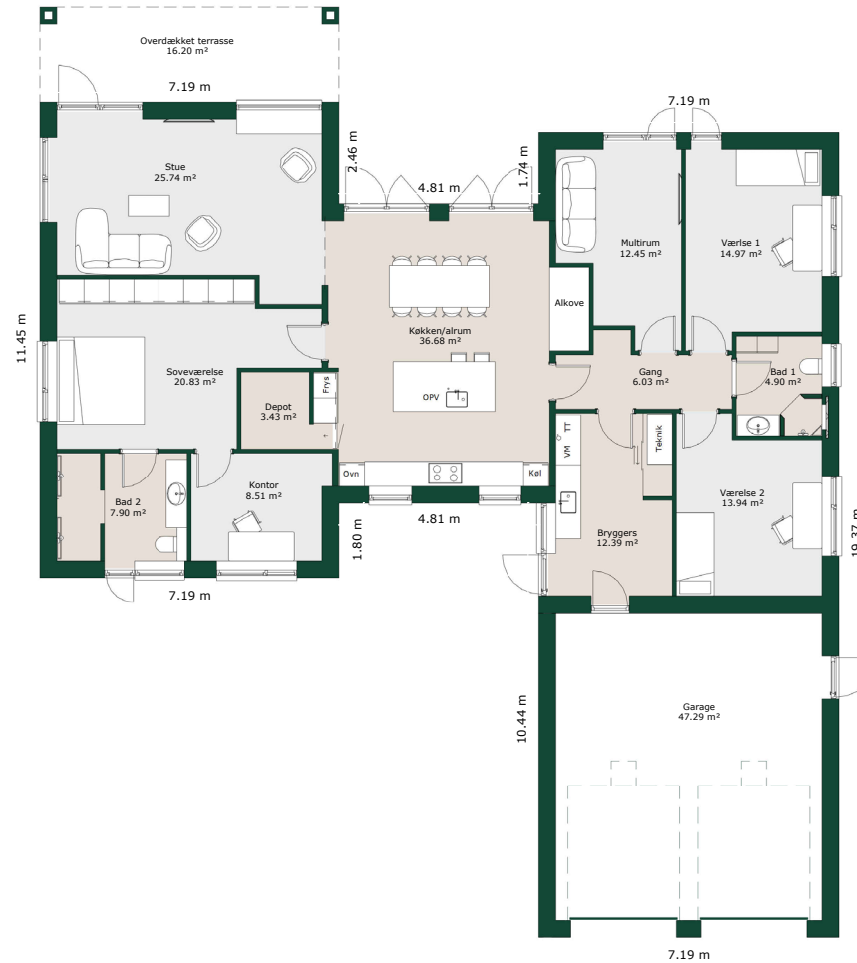 Overdækket terrasse
16.20 m²
7.19 m
7.19 m
2.46 m
1.74 m
4.81 m
Stue
25.74 m²
Multirum
12.45 m²
Værlse 1
14.97 m²
Alkove
Køkken/alrum
36.68 m²
11.45 m
Soveværelse
20.83 m²
Gang
6.03 m²
Bad 1
4.90 m²
Frys
OPV
Depot
3.43 m²
TT
VM
Teknik
Ovn
Køl
Kontor
8.51 m²
Bad 2
7.90 m²
Værelse 2
13.94 m²
4.81 m
1.80 m
Bryggers
12.39 m²
19.37 m
7.19 m
10.44 m
Garage
47.29 m²
7.19 m